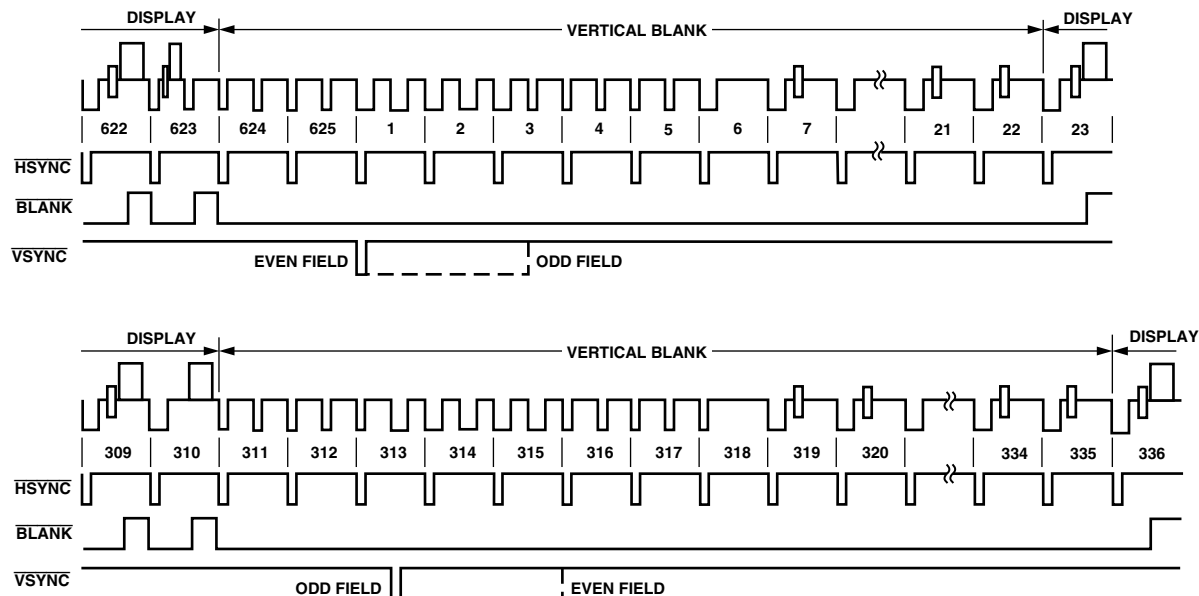 DISPLAY VERTICAL BLANK DISPLAY
622 623 624 625 1 2 3 4 5 6 7 21 22 23
HSYNC
BLANK
VSYNC
EVEN FIELD ODD FIELD
DISPLAY VERTICAL BLANK DISPLAY
309 310 311 312 313 314 315 316 317 318 319 320 334 335 336
HSYNC
BLANK
VSYNC
ODD FIELD EVEN FIELD